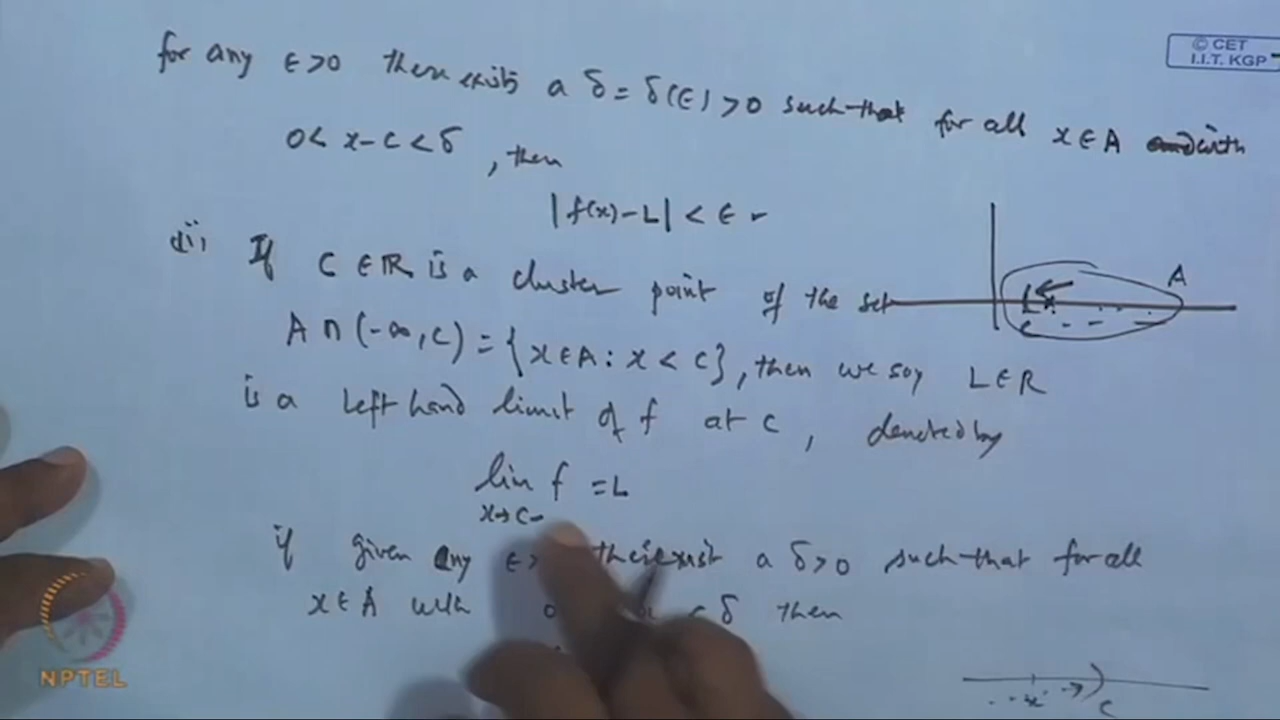 © CET
I.I.T. KGP
for any ε>0 there exists a δ = δ(ε) > 0 such that for all x ∈ A with
0 < x - c < δ , then
|f(x) - L| < ε
(ii) If C ∈ R is a cluster point of the set
A
c
A ∩ (-∞, c) = {x ∈ A : x < c}, then we say L ∈ R
is a left hand limit of f at c , denoted by
lim f = L
x→c-
if given any ε> there exist a δ>0 such that for all
x ∈ A with 0 < δ then
x
c
NPTEL